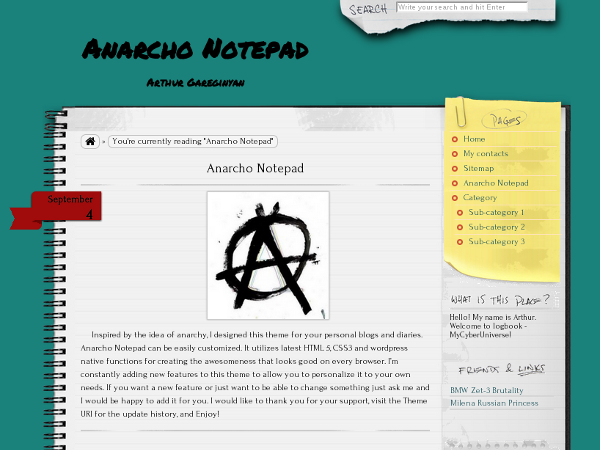 SEARCH Write your search and hit Enter
Anarcho Notepad
Arthur Gareginyan
» You're currently reading "Anarcho Notepad"
Anarcho Notepad
September
4
Inspired by the idea of anarchy, I designed this theme for your personal blogs and diaries.
Anarcho Notepad can be easily customized. It utilizes latest HTML 5, CSS3 and wordpress
native functions for creating the awesomeness that looks good on every browser. I'm
constantly adding new features to this theme to allow you to personalize it to your own
needs. If you want a new feature or just want to be able to change something just ask me and
I would be happy to add it for you. I would like to thank you for your support, visit the Theme
URI for the update history, and Enjoy!
PAGES
Home
My contacts
Sitemap
Anarcho Notepad
Category
Sub-category 1
Sub-category 2
Sub-category 3
WHAT IS THIS PLACE?
Hello! My name is Arthur.
Welcome to logbook -
MyCyberUniverse!
FRIENDS & LINKS
BMW Zet-3 Brutality
Milena Russian Princess